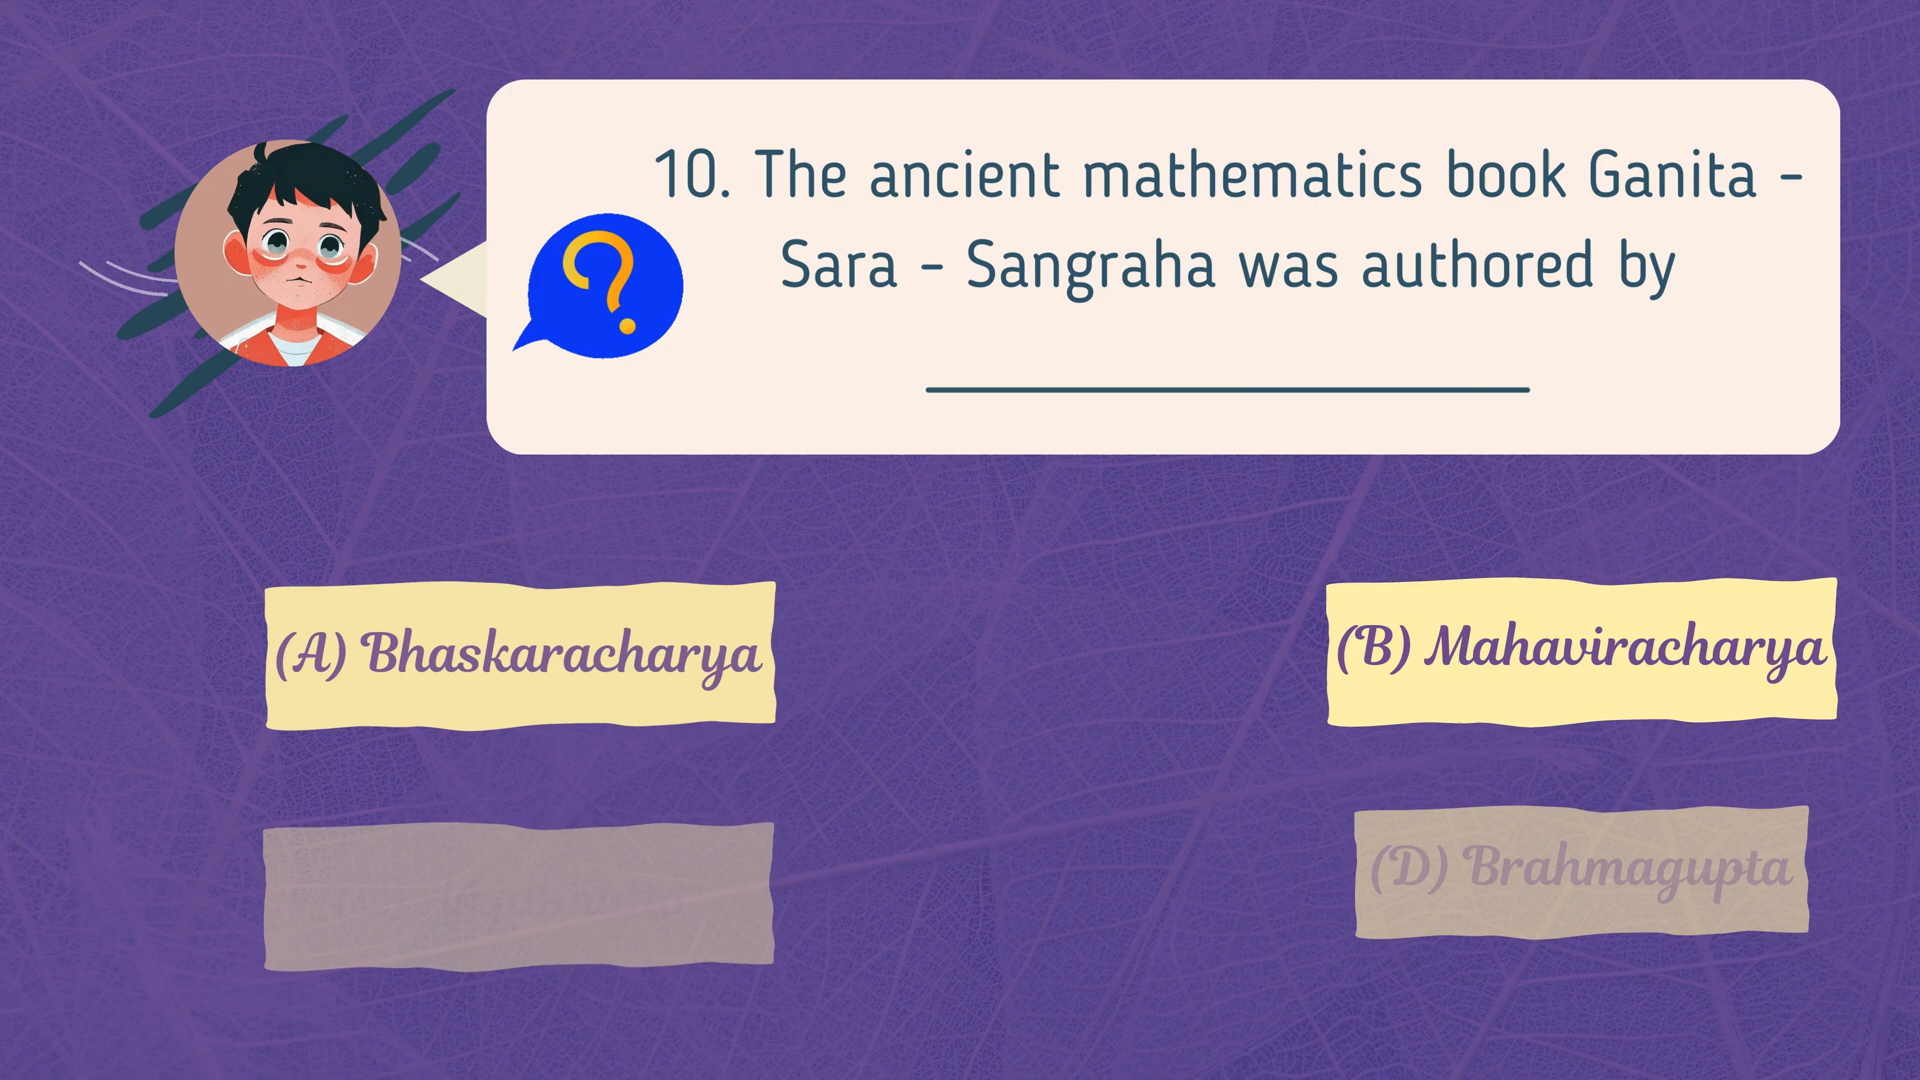 10. The ancient mathematics book Ganita -
Sara - Sangraha was authored by
(A) Bhaskaracharya
(B) Mahaviracharya
(D) Brahmagupta